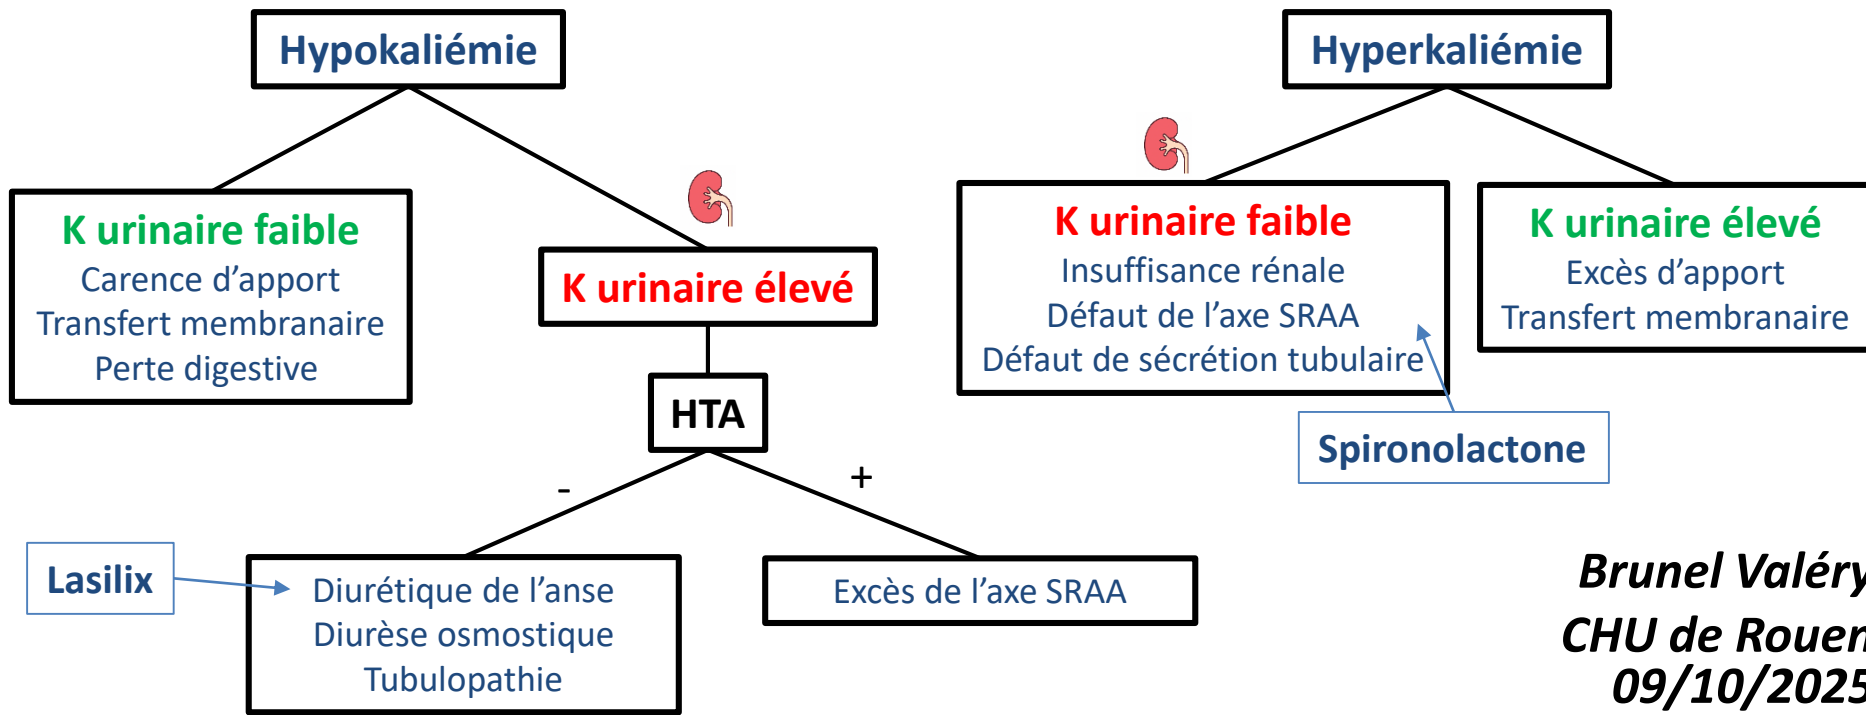 Hypokaliémie
K urinaire faible
Carence d’apport
Transfert membranaire
Perte digestive
K urinaire élevé
HTA
-
+
Lasilix
Diurétique de l’anse
Diurèse osmostique
Tubulopathie
Excès de l’axe SRAA
Hyperkaliémie
K urinaire faible
Insuffisance rénale
Défaut de l’axe SRAA
Défaut de sécrétion tubulaire
K urinaire élevé
Excès d’apport
Transfert membranaire
Spironolactone
Brunel Valéry
CHU de Rouen
09/10/2025